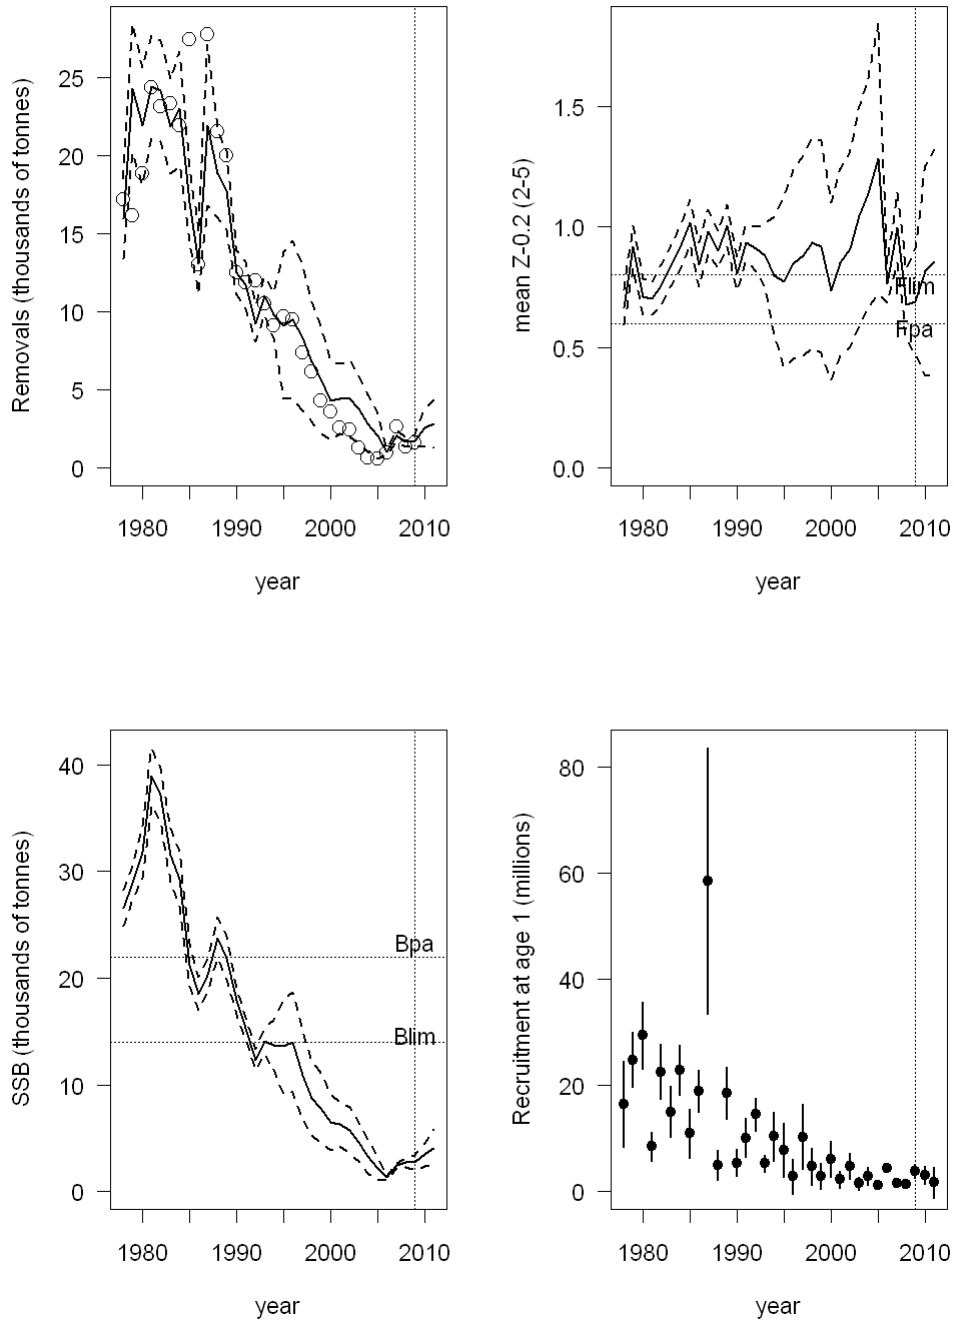 Removals (thousands of tonnes)
25
20
15
10
5
0
1980 1990 2000 2010
year
mean Z-0.2 (2-5)
1.5
1.0
0.5
0.0
Flim
Fpa
1980 1990 2000 2010
year
SSB (thousands of tonnes)
40
30
20
10
0
Bpa
Blim
1980 1990 2000 2010
year
Recruitment at age 1 (millions)
80
60
40
20
0
1980 1990 2000 2010
year